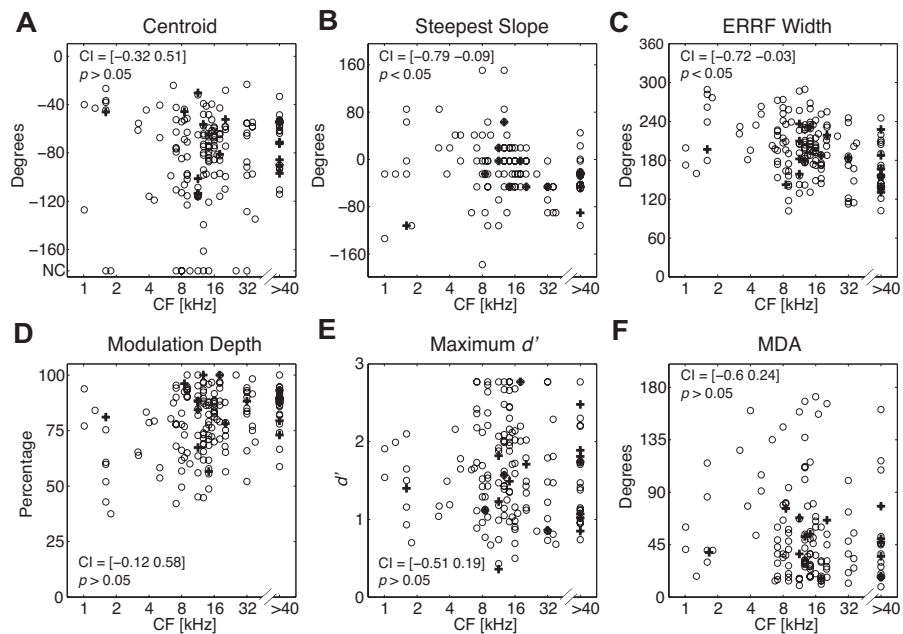 A Centroid
CI = [−0.32 0.51]
p > 0.05
Degrees
0
−40
−80
−120
−160
NC
1 2 4 8 16 32 >40
CF [kHz]
B Steepest Slope
CI = [−0.79 −0.09]
p < 0.05
Degrees
160
80
0
−80
−160
1 2 4 8 16 32 >40
CF [kHz]
C ERRF Width
CI = [−0.72 −0.03]
p < 0.05
Degrees
360
300
240
180
120
60
0
1 2 4 8 16 32 >40
CF [kHz]
D Modulation Depth
Percentage
100
75
50
25
0
CI = [−0.12 0.58]
p > 0.05
1 2 4 8 16 32 >40
CF [kHz]
E Maximum d'
d'
3
2
1
0
CI = [−0.51 0.19]
p > 0.05
1 2 4 8 16 32 >40
CF [kHz]
F MDA
CI = [−0.6 0.24]
p > 0.05
Degrees
180
135
90
45
0
1 2 4 8 16 32 >40
CF [kHz]